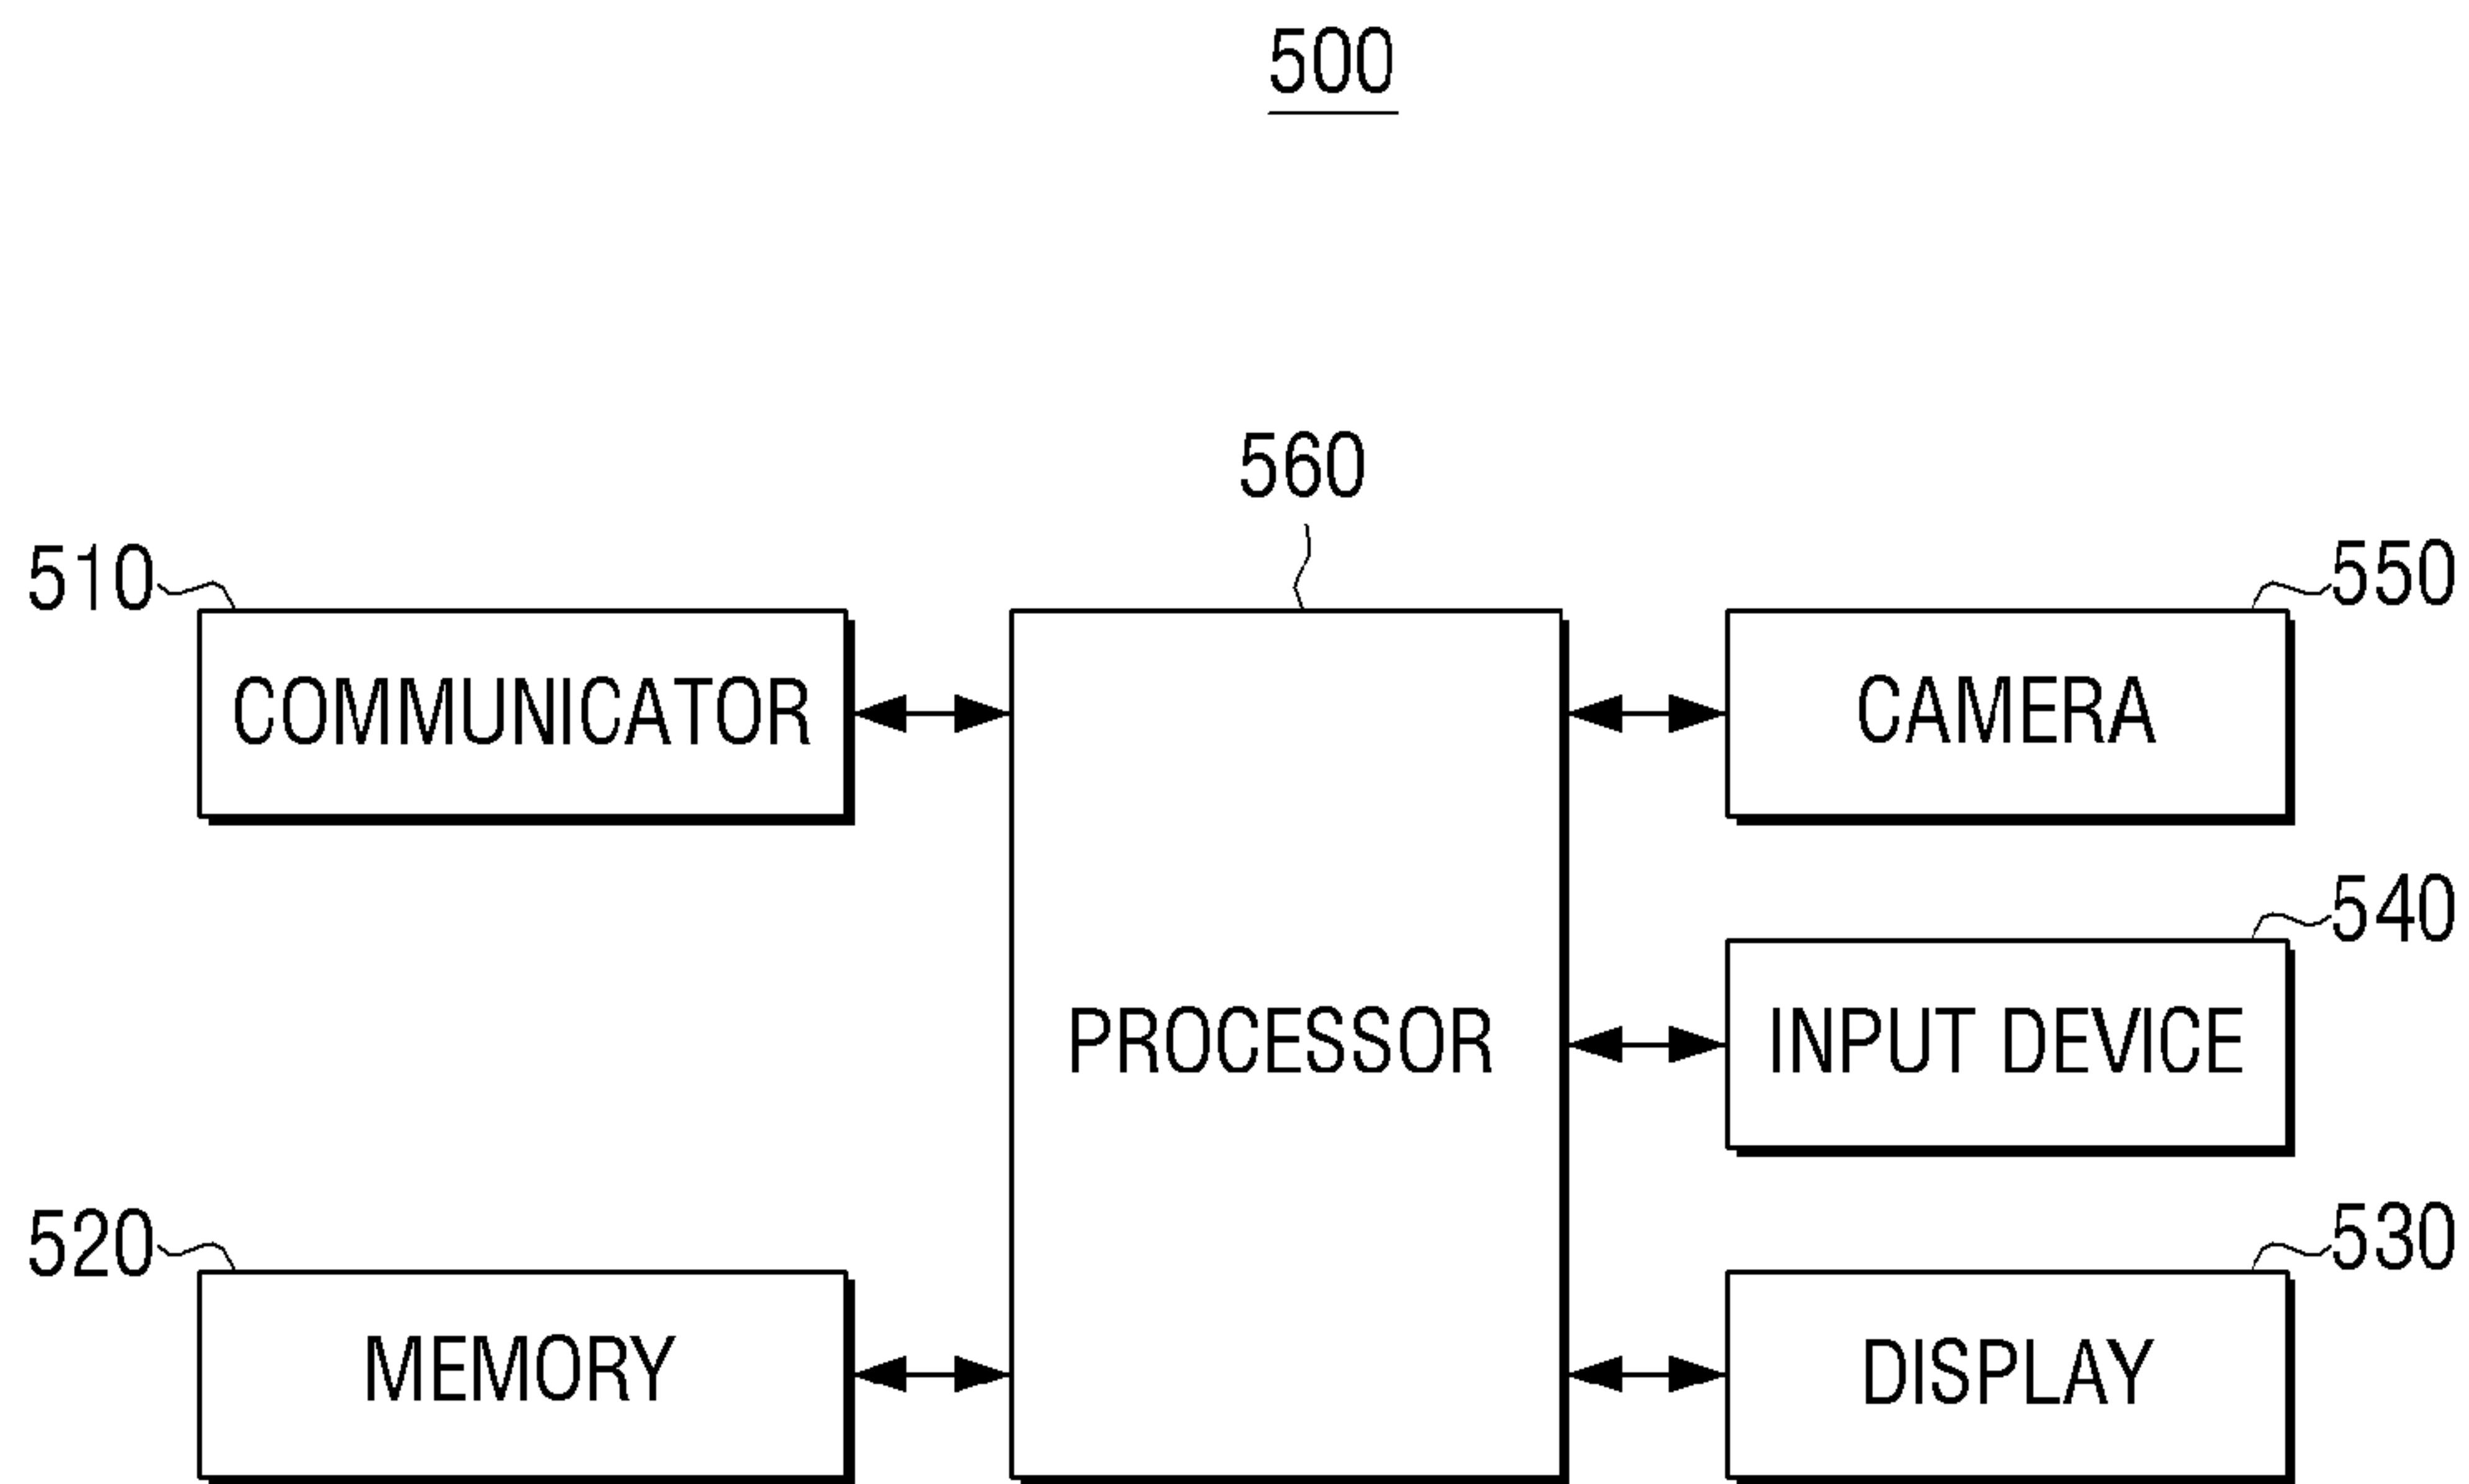 500
560
510
550
COMMUNICATOR
CAMERA
540
PROCESSOR
INPUT DEVICE
520
530
MEMORY
DISPLAY